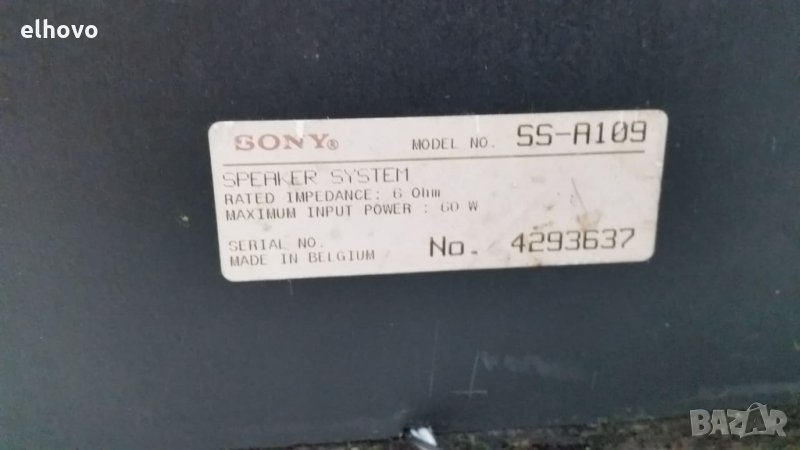 elhovo
SONY® MODEL NO. SS-A109
SPEAKER SYSTEM
RATED IMPEDANCE: 6 Ohm
MAXIMUM INPUT POWER : 60 W
SERIAL NO. No. 4293637
MADE IN BELGIUM
BAZAR